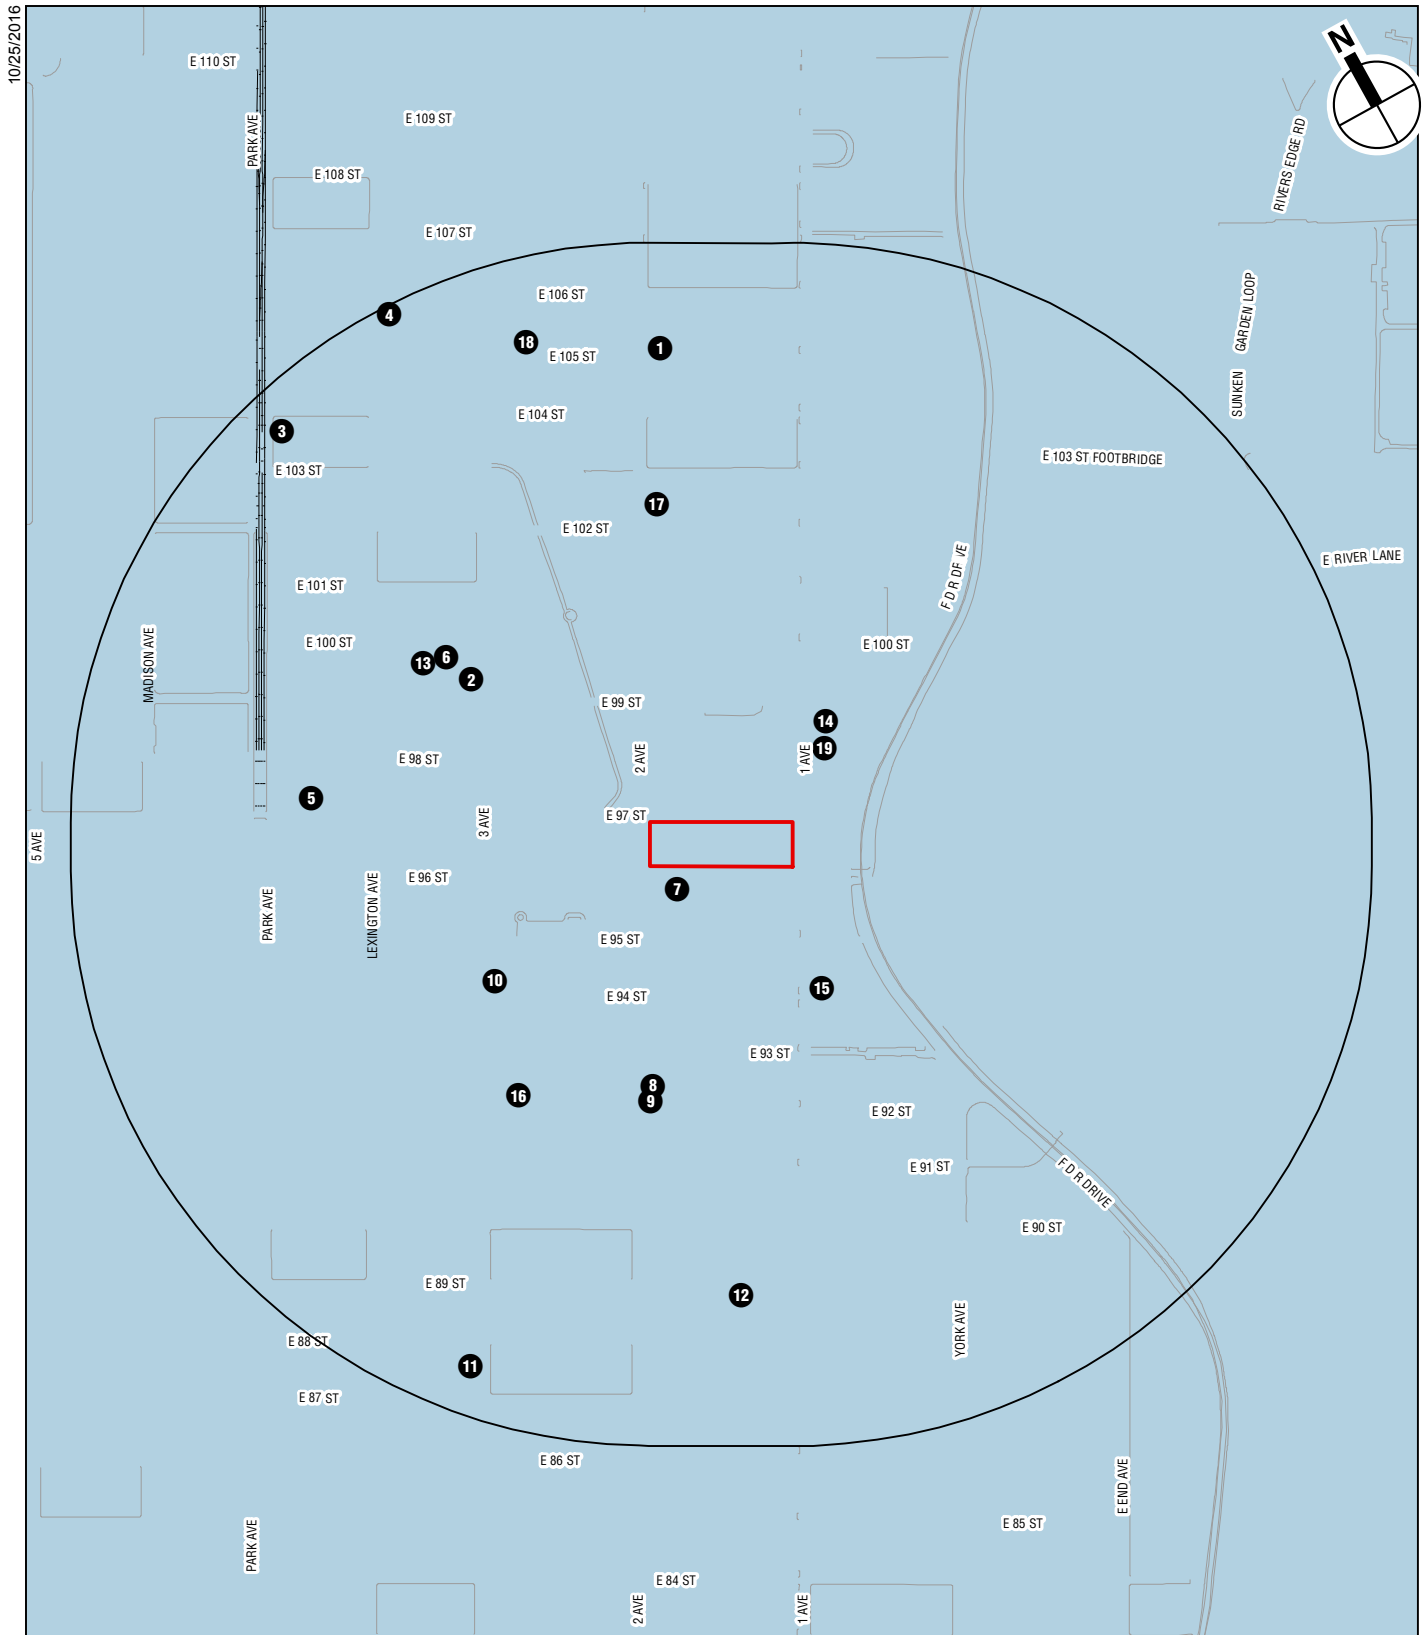 10/25/2016
N
E 110 ST
PARK AVE
E 109 ST
RIVERS EDGE RD
E 108 ST
E 107 ST
E 106 ST
SUNKEN GARDEN LOOP
4
18
E 105 ST
1
E 104 ST
3
E 103 ST
E 103 ST FOOTBRIDGE
17
E 102 ST
F D R DRIVE
E RIVER LANE
E 101 ST
MADISON AVE
E 100 ST
E 100 ST
13
6
2
E 99 ST
14
19
E 98 ST
2 AVE
1 AVE
5
3 AVE
E 97 ST
5 AVE
E 96 ST
7
PARK AVE
LEXINGTON AVE
E 95 ST
10
15
E 94 ST
E 93 ST
8
9
16
E 92 ST
E 91 ST
F D R DRIVE
E 90 ST
E 89 ST
12
YORK AVE
E 88 ST
11
E 87 ST
E 86 ST
E END AVE
E 85 ST
PARK AVE
E 84 ST
2 AVE
1 AVE